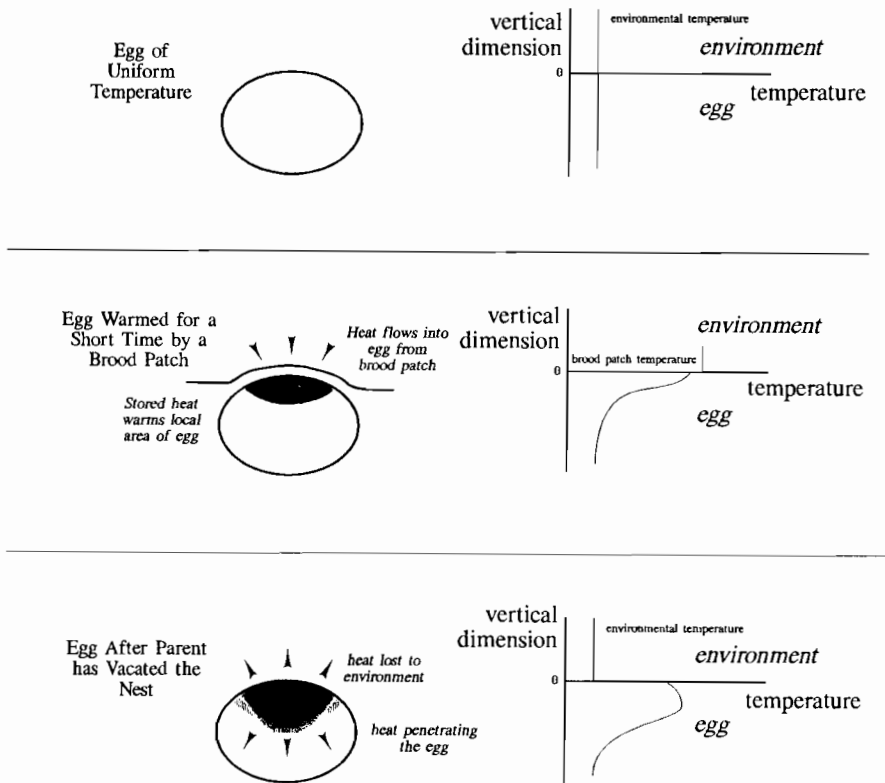 Egg of
Uniform
Temperature
vertical
dimension
environmental temperature
environment
0
temperature
egg
Egg Warmed for a
Short Time by a
Brood Patch
Heat flows into
egg from
brood patch
Stored heat
warms local
area of egg
vertical
dimension
environment
brood patch temperature
0
temperature
egg
Egg After Parent
has Vacated the
Nest
heat lost to
environment
heat penetrating
the egg
vertical
dimension
environmental temperature
environment
0
temperature
egg